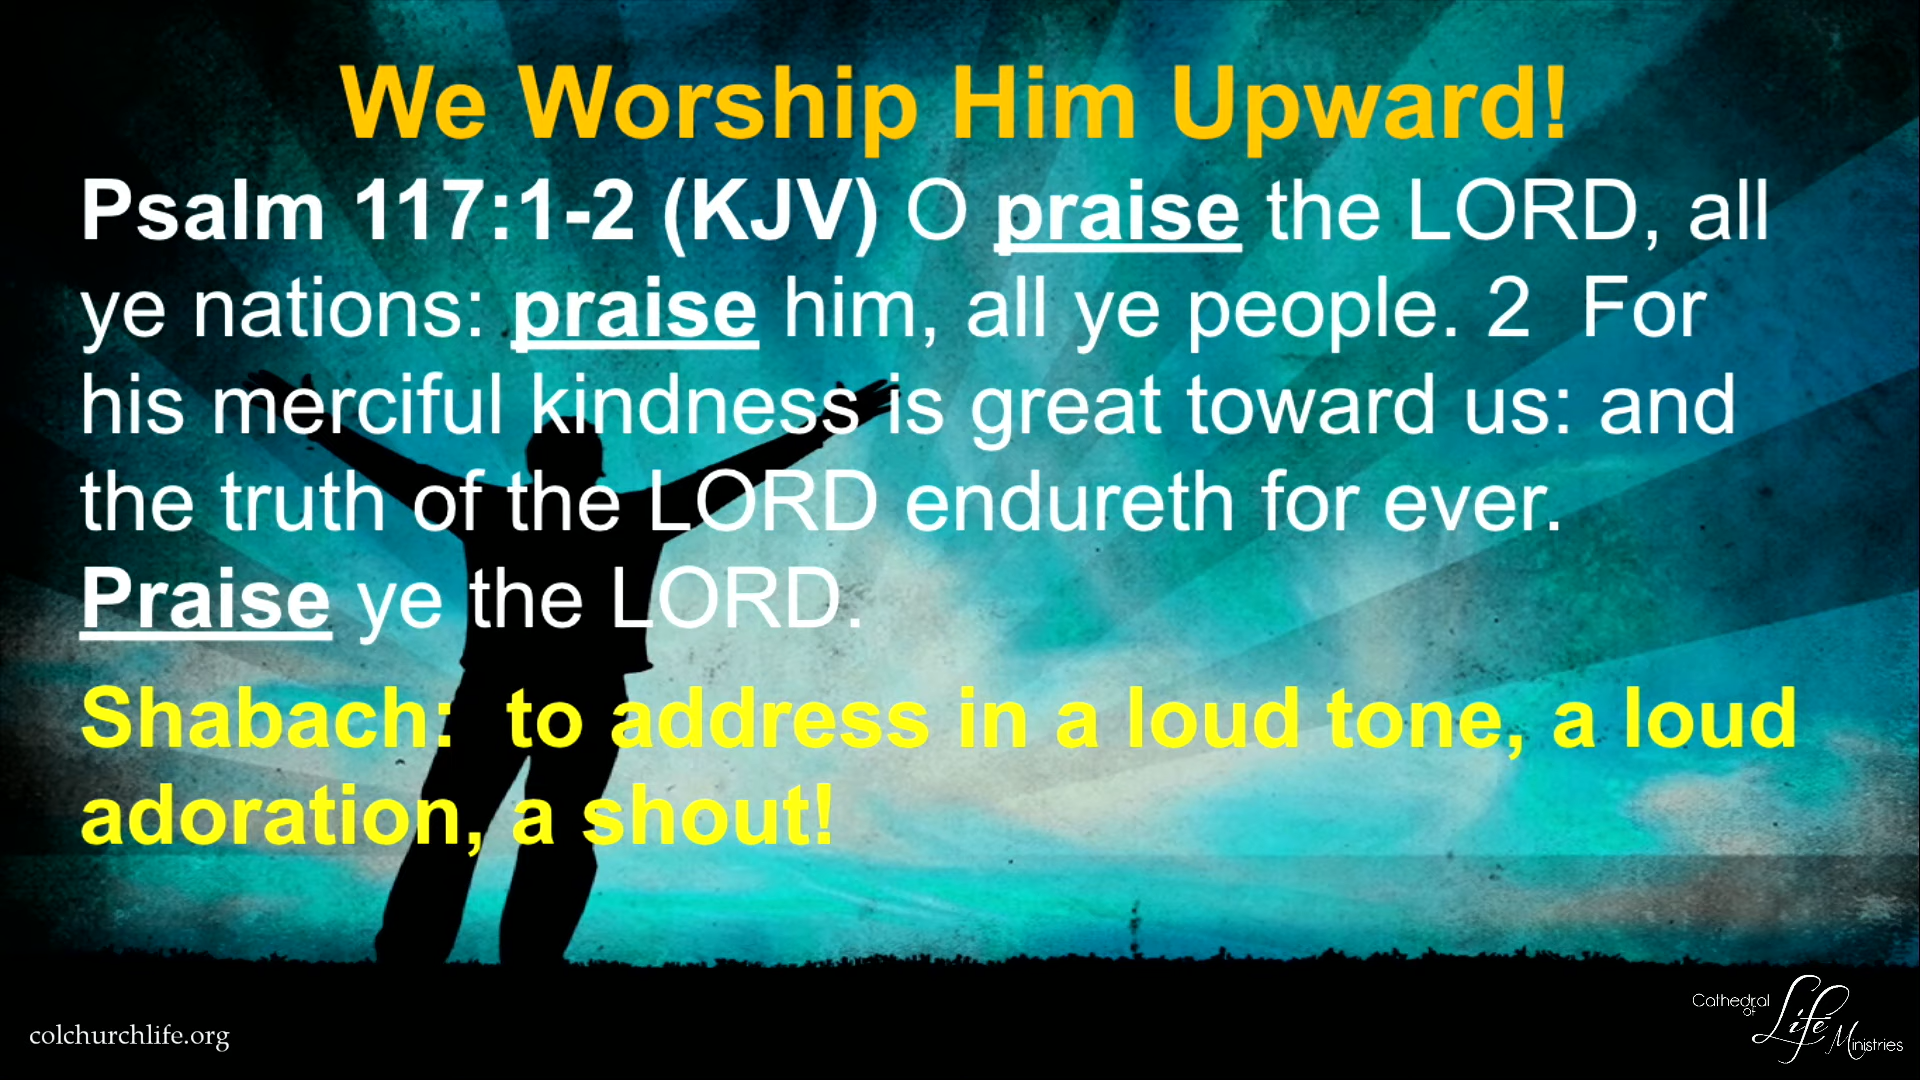 We Worship Him Upward!
Psalm 117:1-2 (KJV) O praise the LORD, all
ye nations: praise him, all ye people. 2  For
his merciful kindness is great toward us: and
the truth of the LORD endureth for ever.
Praise ye the LORD.
Shabach:  to address in a loud tone, a loud
adoration, a shout!
colchurchlife.org
Cathedral
OF
Life
Ministries